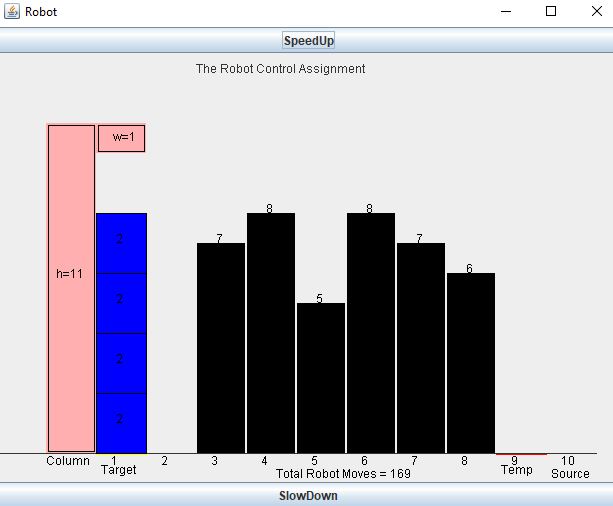 Robot
SpeedUp
The Robot Control Assignment
w=1
8 8
7 2 7
h=11 6
2
5
2
2
Column 1 2 3 4 5 6 7 8 9 10
Target Total Robot Moves = 169 Temp Source
SlowDown